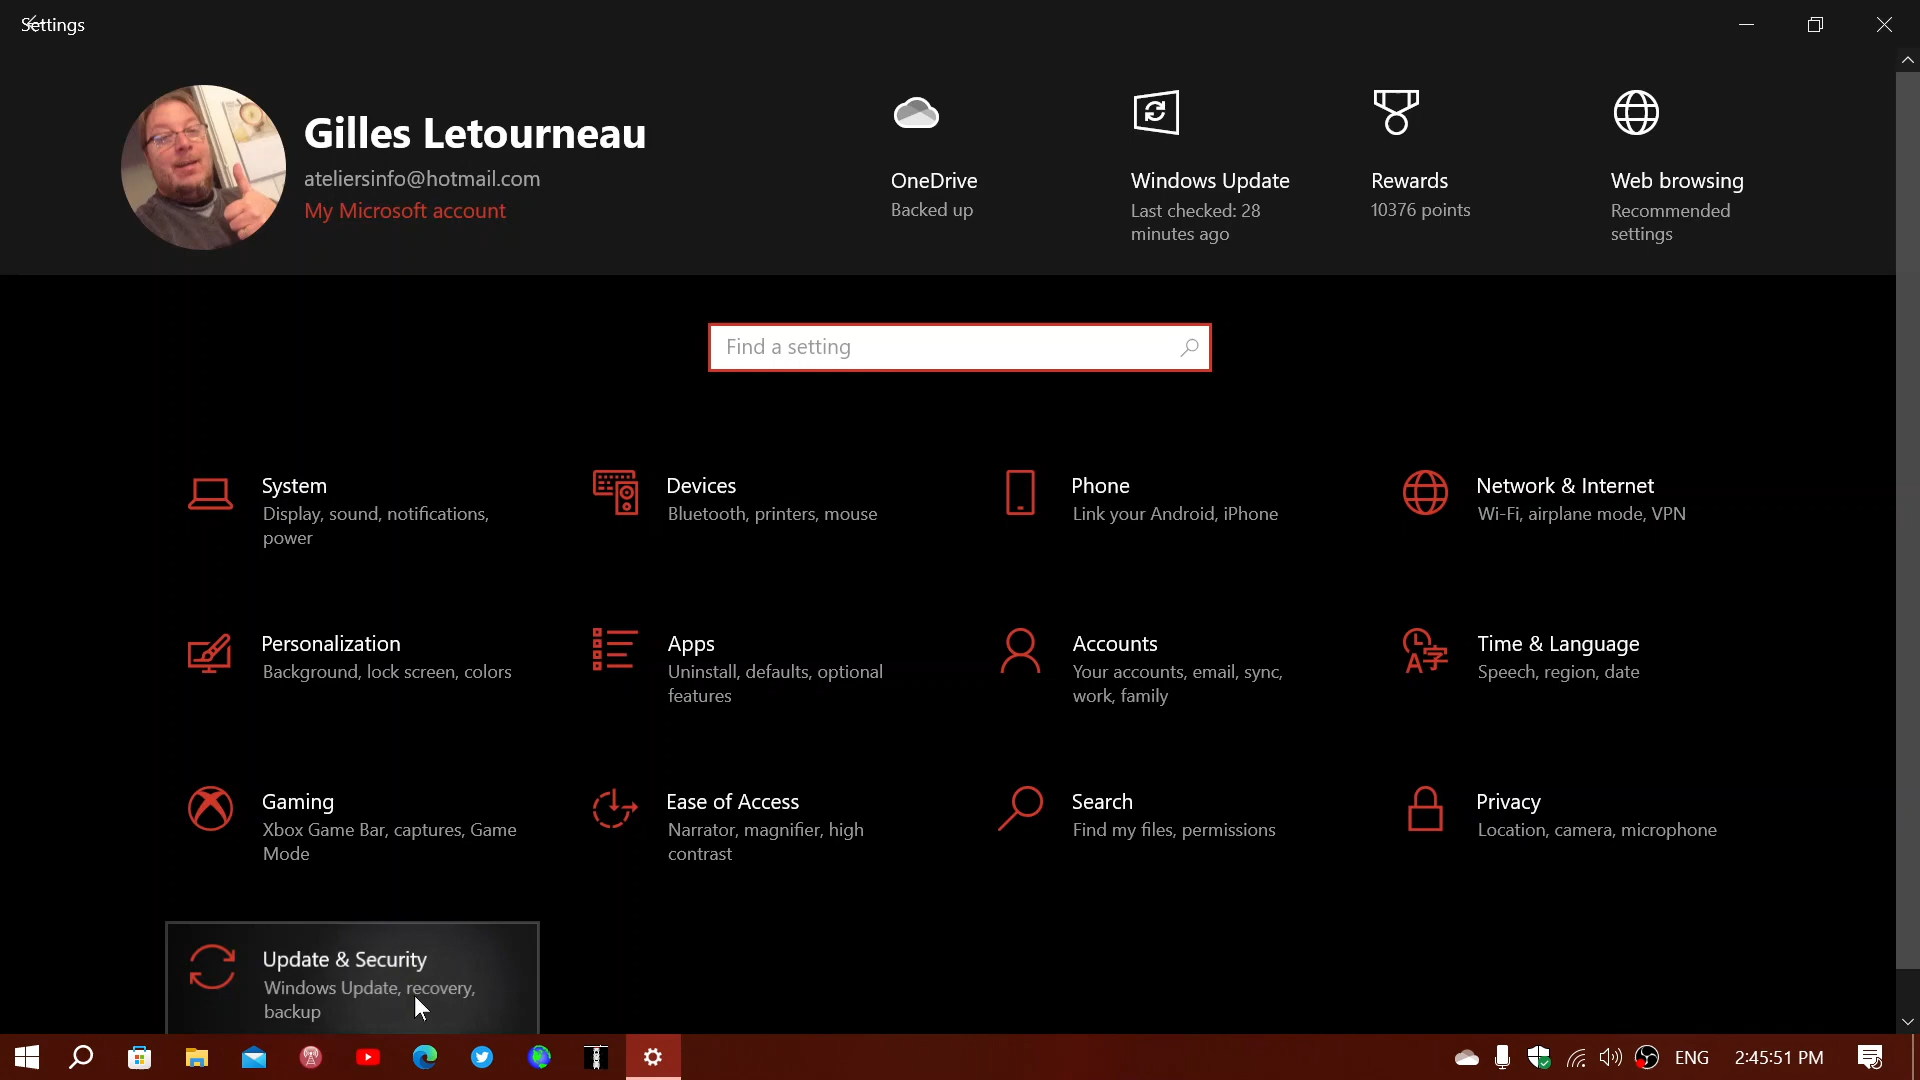 Settings
Gilles Letourneau
ateliersinfo@hotmail.com
My Microsoft account
OneDrive
Backed up
Windows Update
Last checked: 28
minutes ago
Rewards
10376 points
Web browsing
Recommended
settings
Find a setting
System
Display, sound, notifications,
power
Devices
Bluetooth, printers, mouse
Phone
Link your Android, iPhone
Network & Internet
Wi-Fi, airplane mode, VPN
Personalization
Background, lock screen, colors
Apps
Uninstall, defaults, optional
features
Accounts
Your accounts, email, sync,
work, family
Time & Language
Speech, region, date
Gaming
Xbox Game Bar, captures, Game
Mode
Ease of Access
Narrator, magnifier, high
contrast
Search
Find my files, permissions
Privacy
Location, camera, microphone
Update & Security
Windows Update, recovery,
backup
ENG
2:45:51 PM